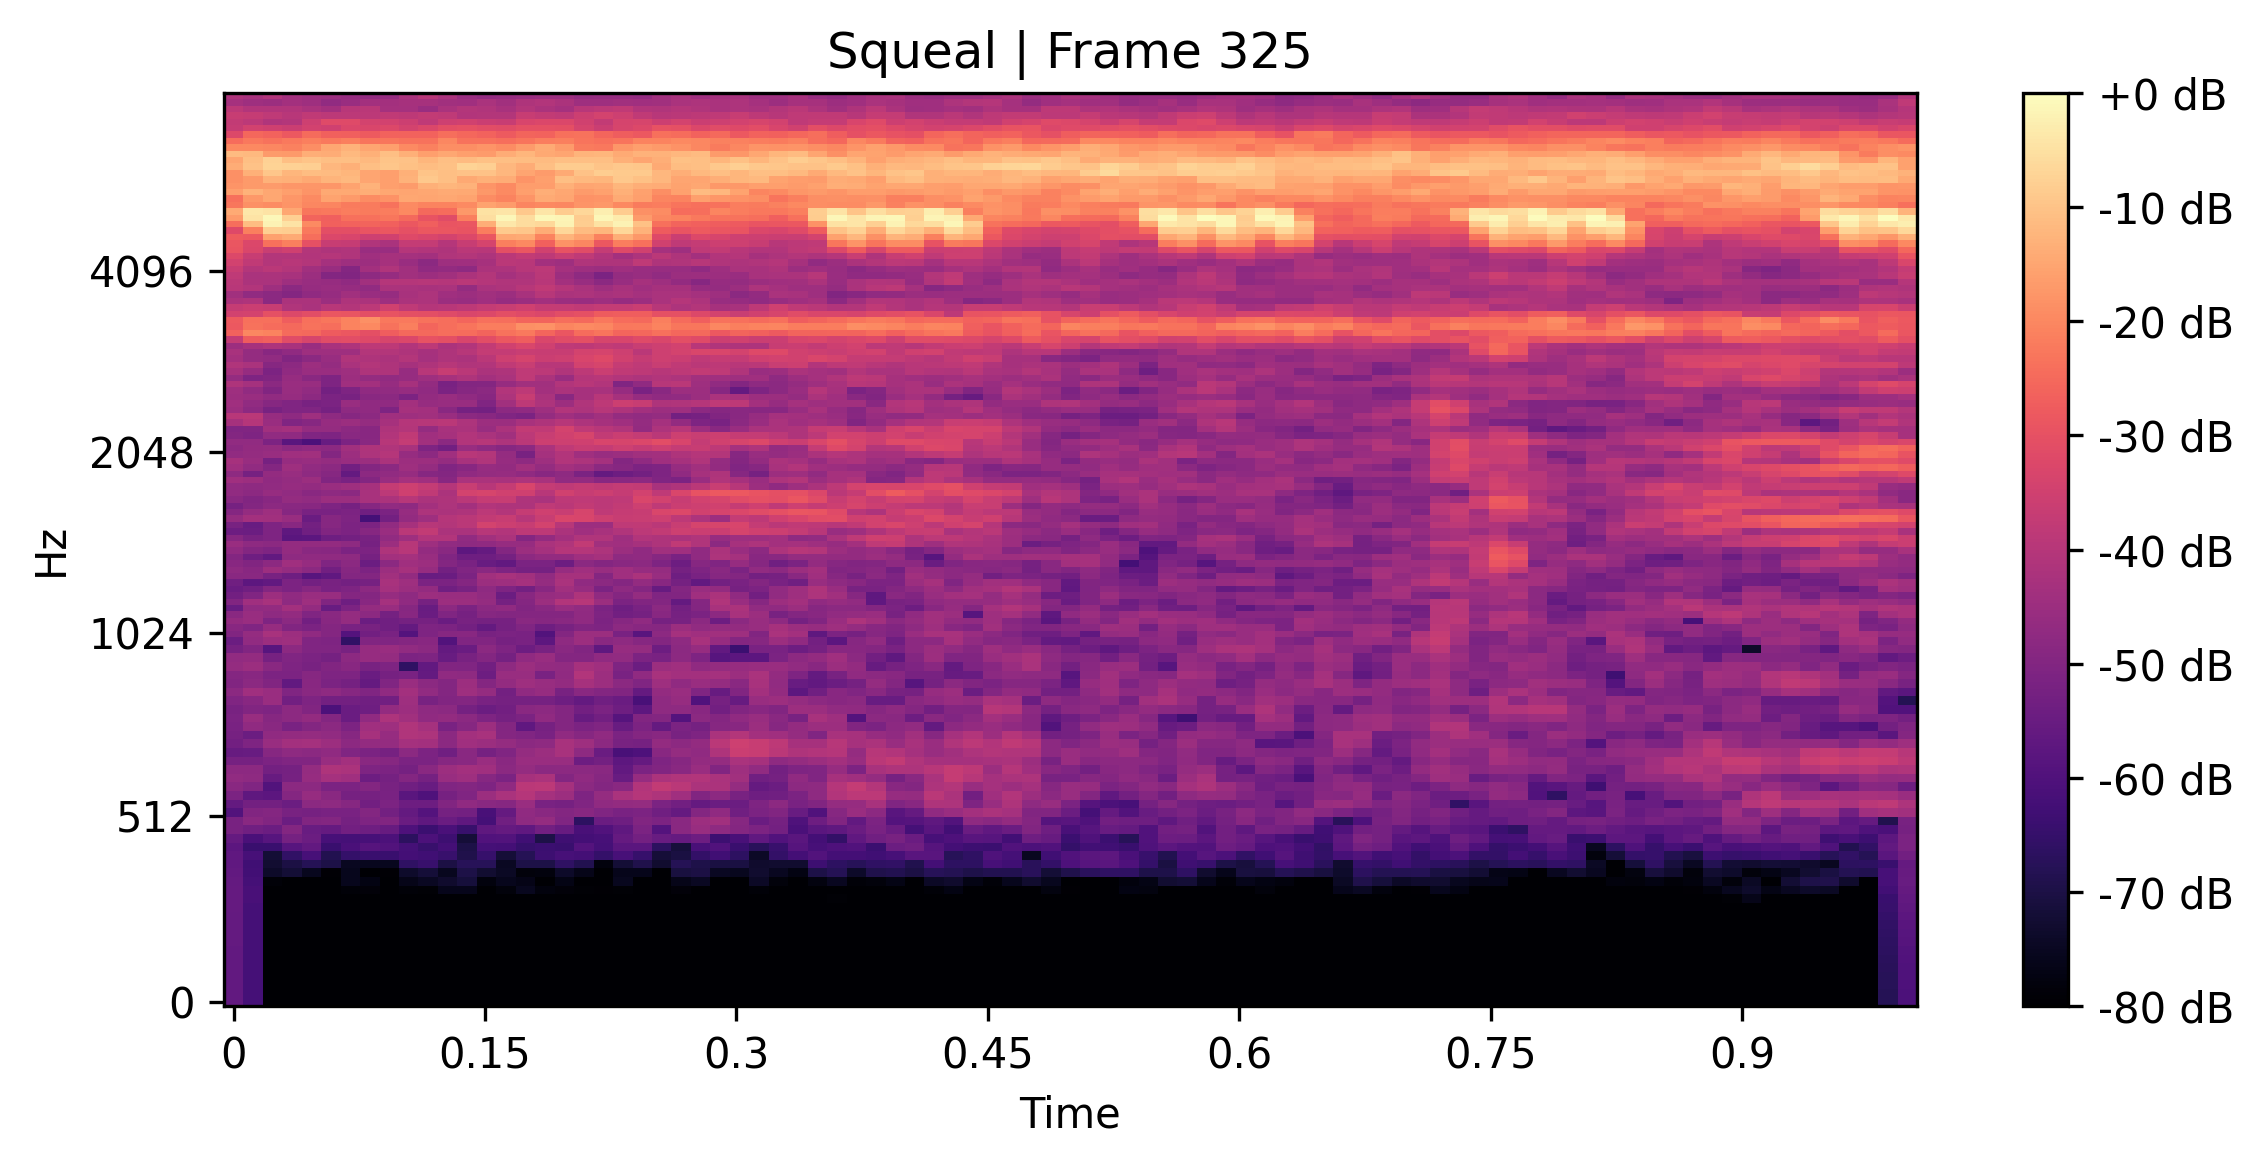 Squeal | Frame 325
Hz
4096
2048
1024
512
0
0 0.15 0.3 0.45 0.6 0.75 0.9
Time
+0 dB
-10 dB
-20 dB
-30 dB
-40 dB
-50 dB
-60 dB
-70 dB
-80 dB